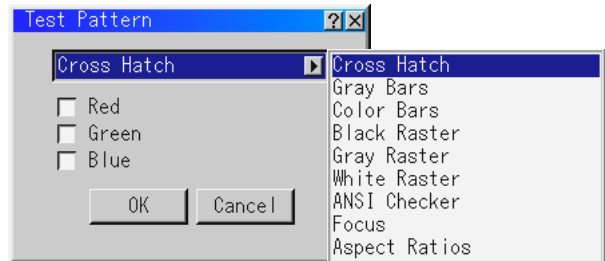 Test Pattern
Cross Hatch
Red
Green
Blue
OK Cancel
Cross Hatch
Gray Bars
Color Bars
Black Raster
Gray Raster
White Raster
ANSI Checker
Focus
Aspect Ratios